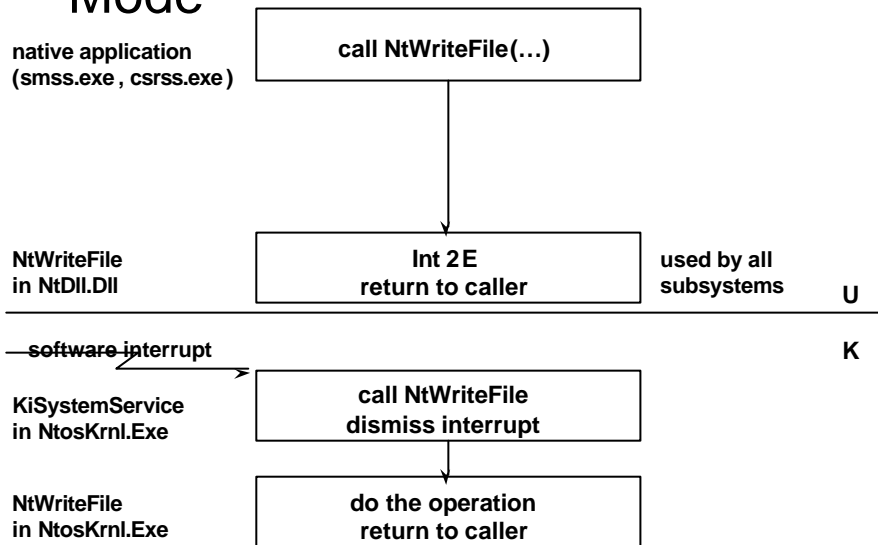 Mode
native application
(smss.exe , csrss.exe )
call NtWriteFile(…)
NtWriteFile
in NtDll.Dll
Int 2E
return to caller
used by all
subsystems
U
software interrupt
K
KiSystemService
in NtosKrnl.Exe
call NtWriteFile
dismiss interrupt
NtWriteFile
in NtosKrnl.Exe
do the operation
return to caller